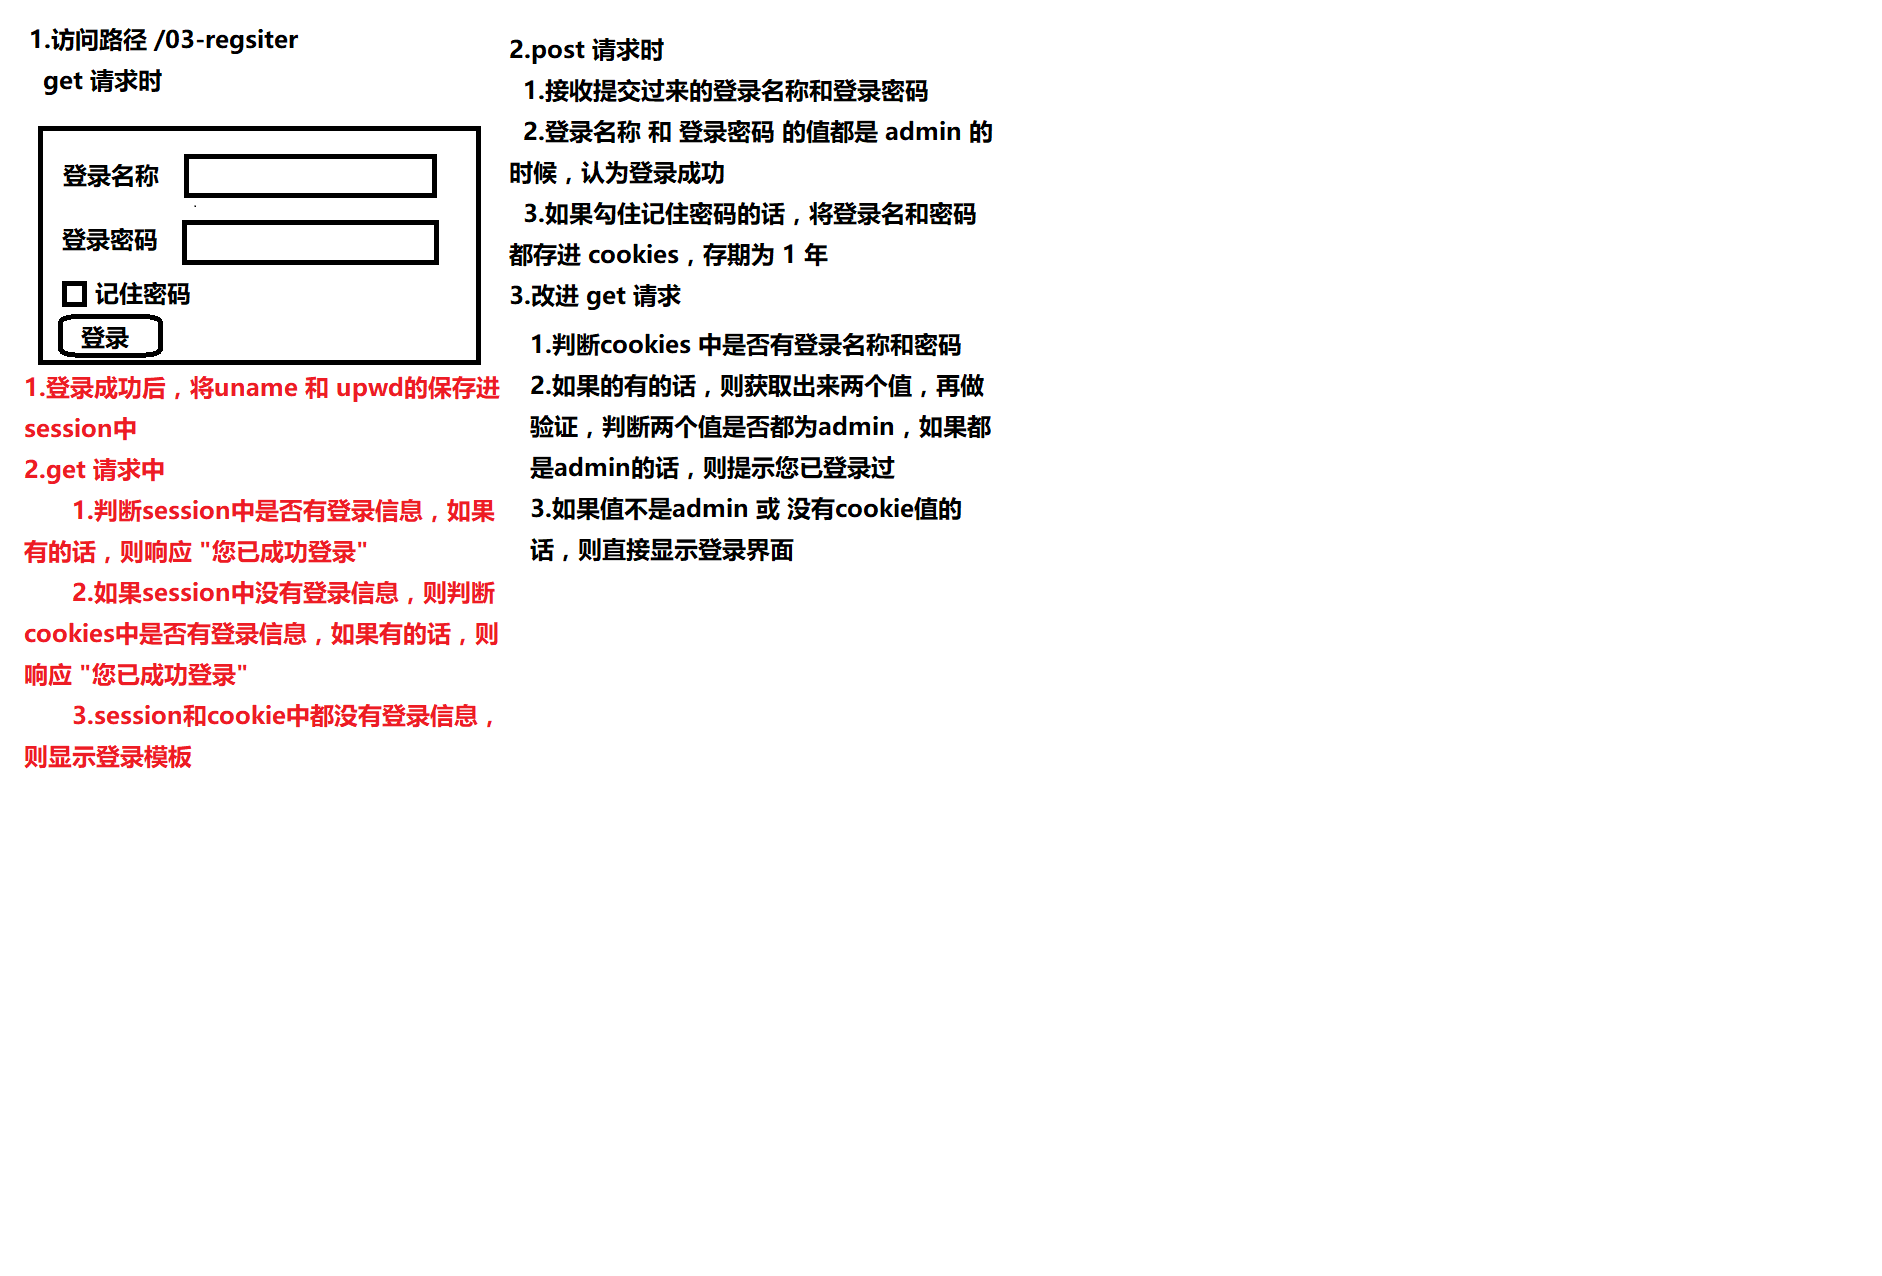 1.访问路径 /03-regsiter
get 请求时
登录名称
登录密码
记住密码
登录
1.登录成功后，将uname 和 upwd的保存进
session中
2.get 请求中
1.判断session中是否有登录信息，如果
有的话，则响应 "您已成功登录"
2.如果session中没有登录信息，则判断
cookies中是否有登录信息，如果有的话，则
响应 "您已成功登录"
3.session和cookie中都没有登录信息，
则显示登录模板
2.post 请求时
1.接收提交过来的登录名称和登录密码
2.登录名称 和 登录密码 的值都是 admin 的
时候，认为登录成功
3.如果勾住记住密码的话，将登录名和密码
都存进 cookies，存期为 1 年
3.改进 get 请求
1.判断cookies 中是否有登录名称和密码
2.如果的有的话，则获取出来两个值，再做
验证，判断两个值是否都为admin，如果都
是admin的话，则提示您已登录过
3.如果值不是admin 或 没有cookie值的
话，则直接显示登录界面